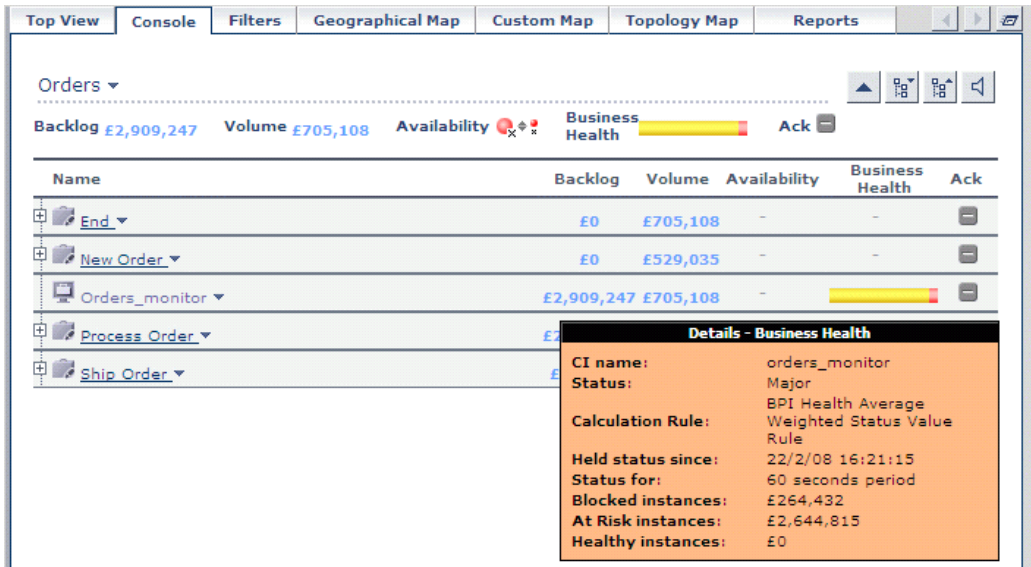 Top View Console Filters Geographical Map Custom Map Topology Map Reports
Orders
Backlog £2,909,247 Volume £705,108 Availability Business Health Ack
Name Backlog Volume Availability Business Health Ack
End £0 £705,108 - -
New Order £0 £529,035 - -
Orders_monitor £2,909,247 £705,108 -
Process Order
Ship Order
Details - Business Health
CI name: orders_monitor
Status: Major
Calculation Rule: BPI Health Average Weighted Status Value Rule
Held status since: 22/2/08 16:21:15
Status for: 60 seconds period
Blocked instances: £264,432
At Risk instances: £2,644,815
Healthy instances: £0